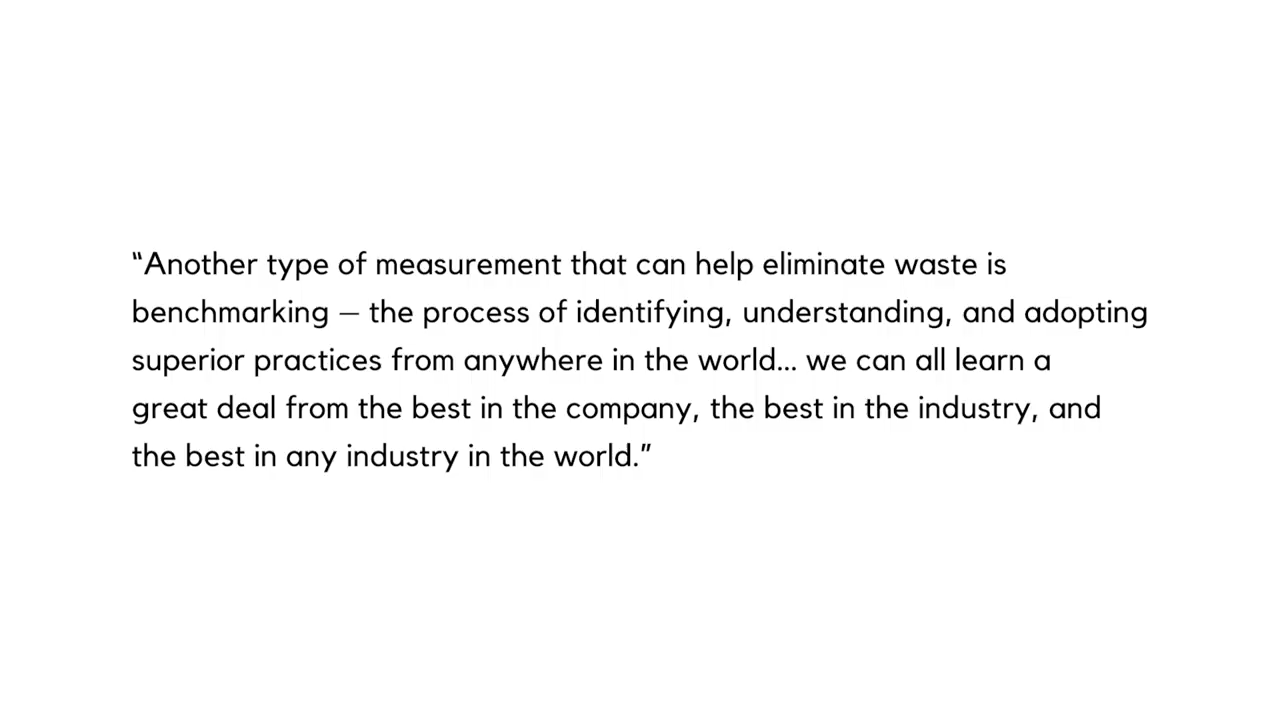 “Another type of measurement that can help eliminate waste is
benchmarking – the process of identifying, understanding, and adopting
superior practices from anywhere in the world... we can all learn a
great deal from the best in the company, the best in the industry, and
the best in any industry in the world.”